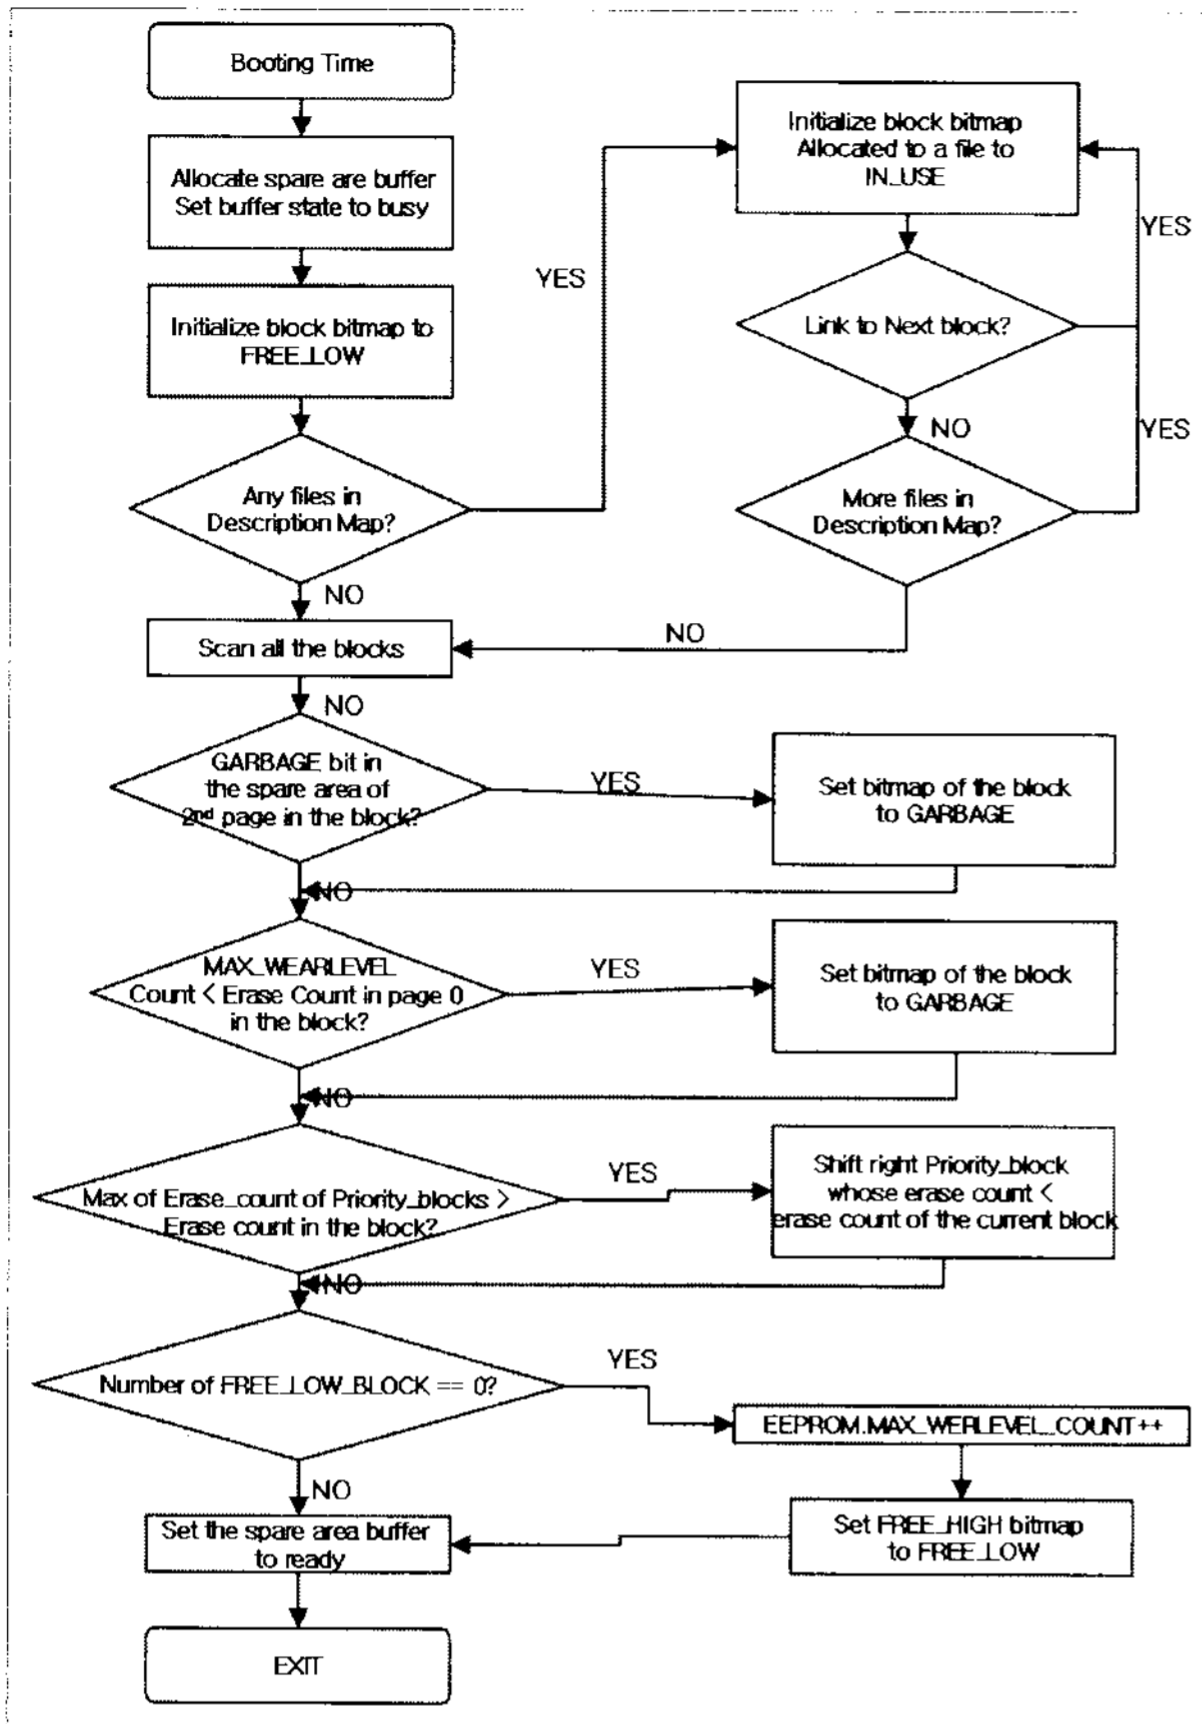 Booting Time
Allocate spare are buffer
Set buffer state to busy
Initialize block bitmap to
FREE_LOW
Any files in
Description Map?
YES
Initialize block bitmap
Allocated to a file to
IN_USE
YES
Link to Next block?
NO
YES
More files in
Description Map?
NO
NO
Scan all the blocks
NO
GARBAGE bit in
the spare area of
2nd page in the block?
YES
Set bitmap of the block
to GARBAGE
NO
MAX_WEARLEVEL
Count < Erase Count in page 0
in the block?
YES
Set bitmap of the block
to GARBAGE
NO
Max of Erase_count of Priority_blocks >
Erase count in the block?
YES
Shift right Priority_block
whose erase count <
erase count of the current block
NO
Number of FREE_LOW_BLOCK == 0?
YES
EEPROM.MAX_WERLEVEL_COUNT++
Set FREE_HIGH bitmap
to FREE_LOW
NO
Set the spare area buffer
to ready
EXIT